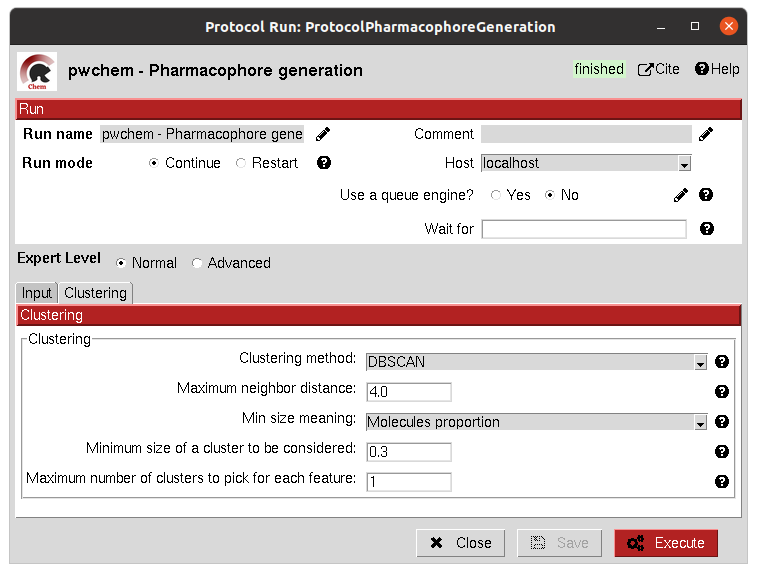 Protocol Run: ProtocolPharmacophoreGeneration
Chem
pwchem - Pharmacophore generation
finished Cite Help
Run
Run name pwchem - Pharmacophore gene Comment
Run mode Continue Restart Host localhost
Use a queue engine? Yes No
Wait for
Expert Level Normal Advanced
Input Clustering
Clustering
Clustering
Clustering method: DBSCAN
Maximum neighbor distance: 4.0
Min size meaning: Molecules proportion
Minimum size of a cluster to be considered: 0.3
Maximum number of clusters to pick for each feature: 1
Close Save Execute